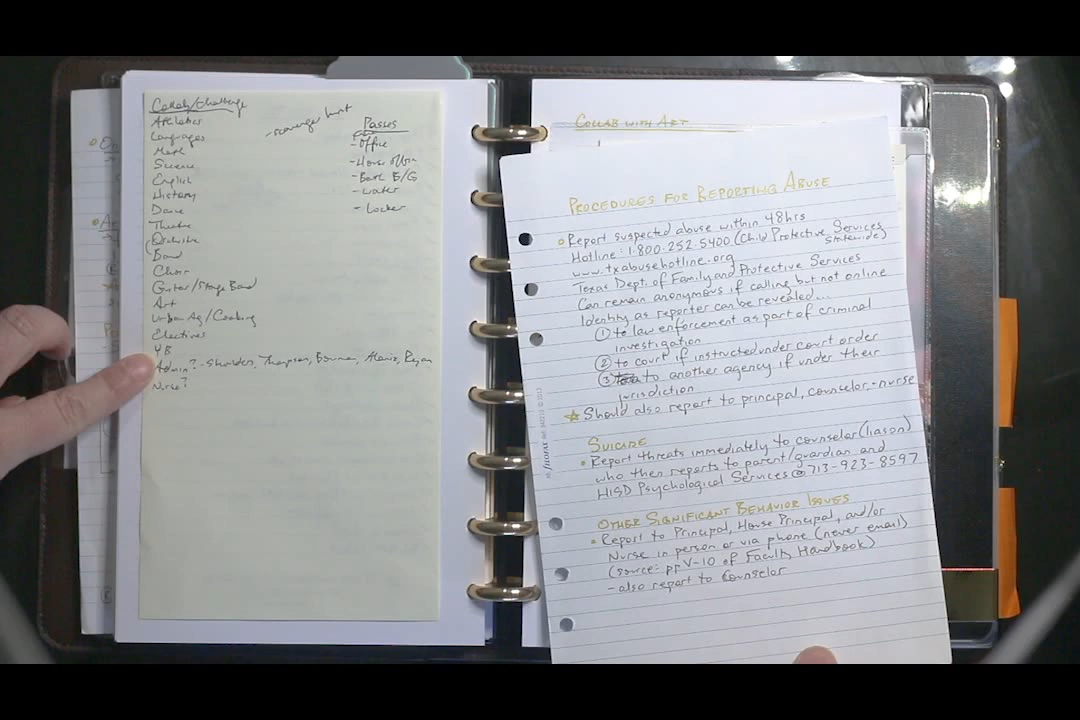 Collab/Challenge
Athletics
Languages
Math
Science
English
History
Dance
Theatre
Orchestra
Band
Choir
Guitar/Stage Band
Art
Urban Ag/Cooking
Electives
YB
Admin? - Shoulders, Thompson, Bowman, Alaniz, Regan
Nurse?
- scavenger hunt
Passes
- Office
- House Office
- Bath B/G
- water
- Locker
Collab with Art
Procedures for Reporting Abuse
Report suspected abuse within 48hrs
Hotline: 1.800.252.5400 (Child Protective Services
statewide)
www.txabusehotline.org
Texas Dept. of Family and Protective Services
Can remain anonymous if calling but not online
Identity as reporter can be revealed...
① to law enforcement as part of criminal
investigation
② to court if instructed under court order
③ to another agency if under their
jurisdiction
☆ Should also report to principal, counselor, nurse
Suicide
Report threats immediately to counselor (liason)
who then reports to parent/guardian and
HISD Psychological Services @ 713-923-8597
Other Significant Behavior Issues
Report to Principal, House Principal, and/or
Nurse in person or via phone (never email)
(source: pp V-10 of Faculty Handbook)
- also report to Counselor
filofax